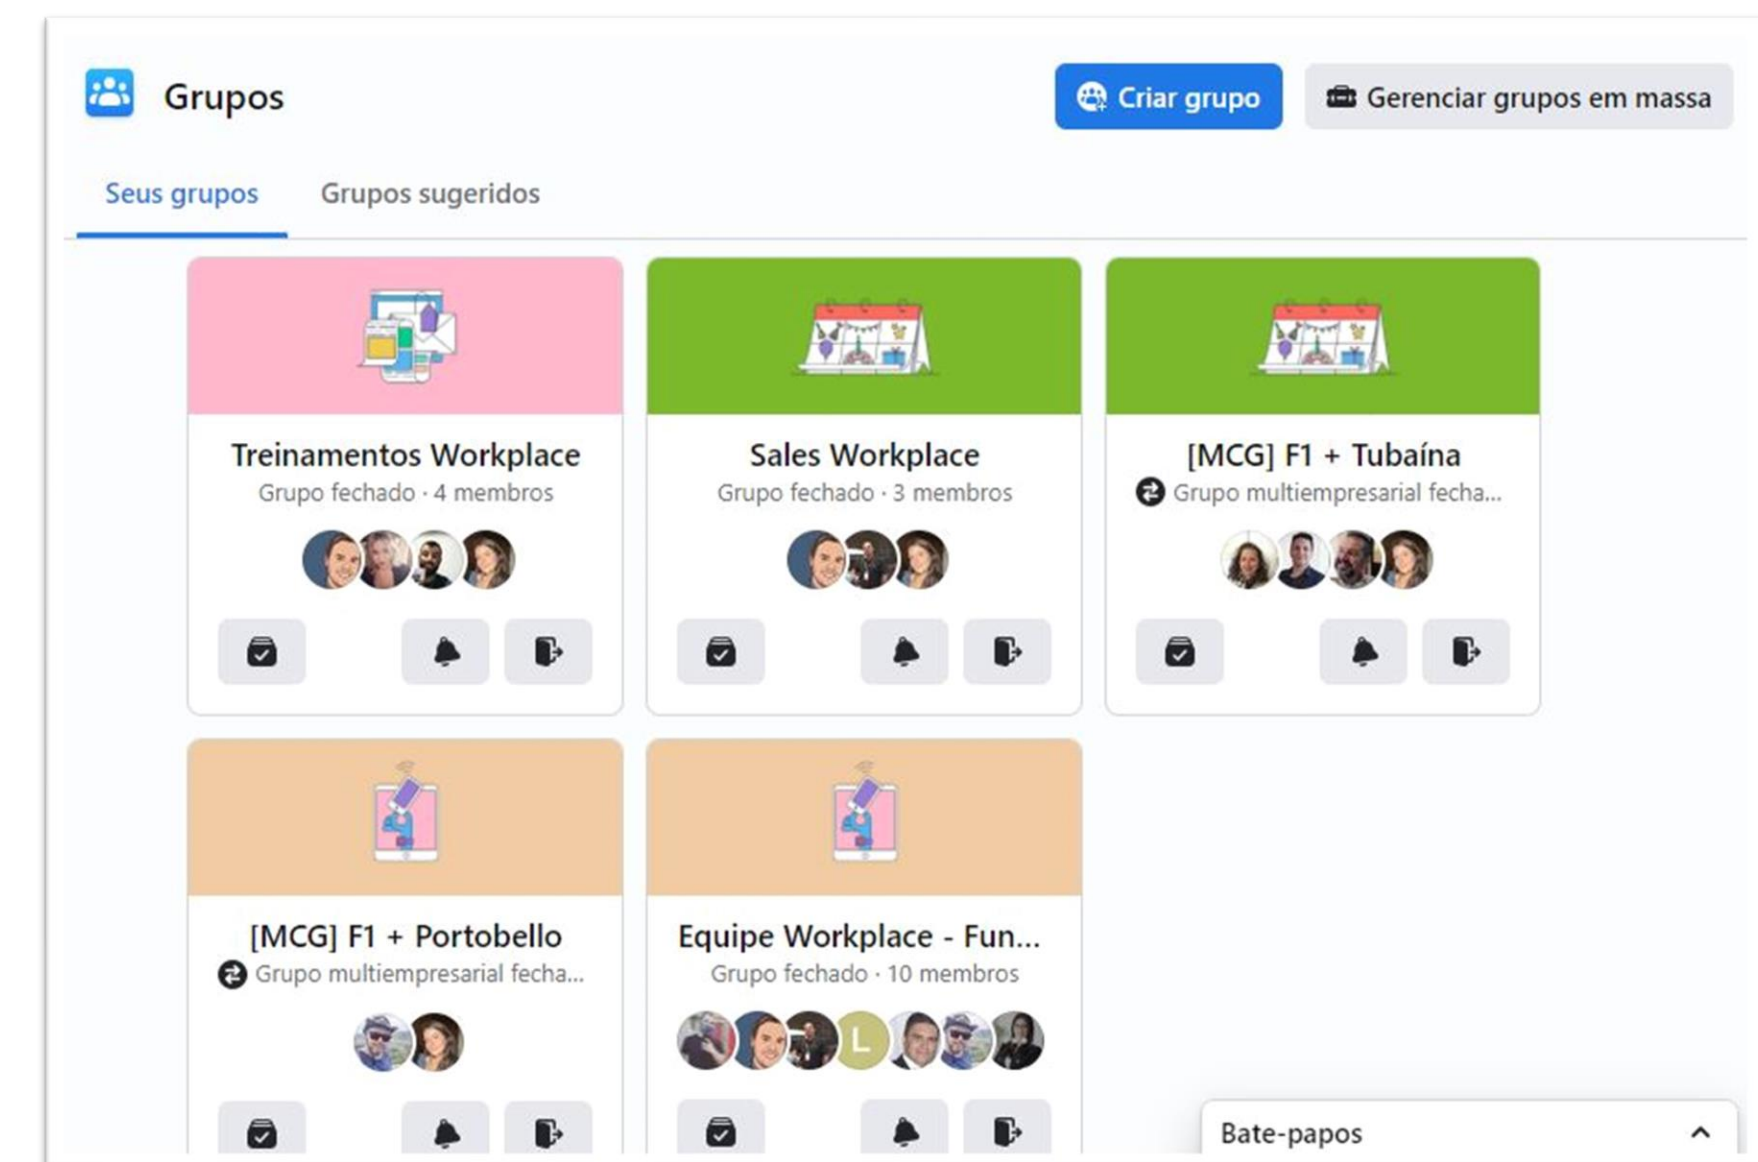 Grupos
Criar grupo
Gerenciar grupos em massa
Seus grupos
Grupos sugeridos
Treinamentos Workplace
Grupo fechado · 4 membros
Sales Workplace
Grupo fechado · 3 membros
[MCG] F1 + Tubaína
Grupo multiempresarial fecha...
[MCG] F1 + Portobello
Grupo multiempresarial fecha...
Equipe Workplace - Fun...
Grupo fechado · 10 membros
L
Bate-papos